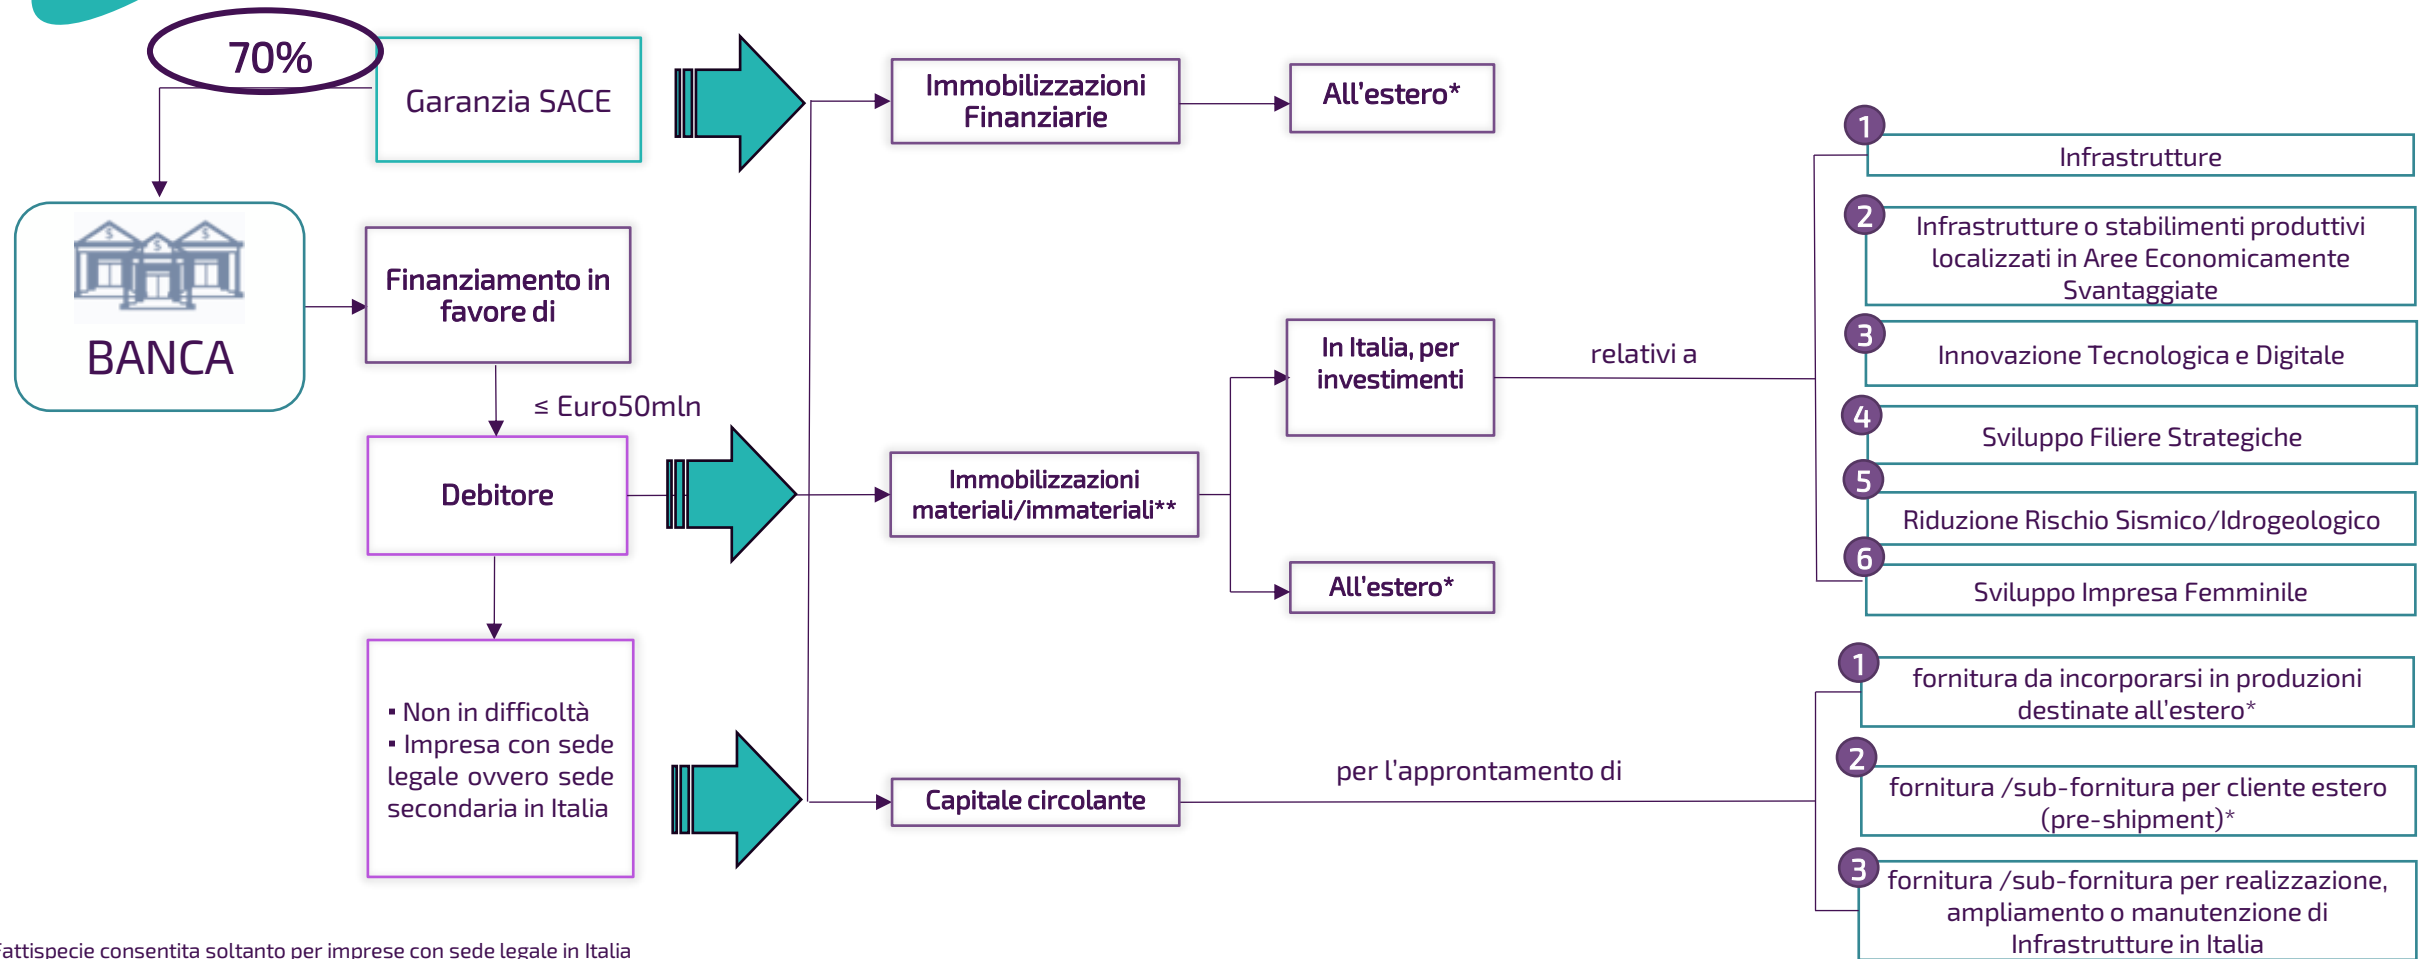 70%
Garanzia SACE
BANCA
Finanziamento in
favore di
≤ Euro50mln
Debitore
▪ Non in difficoltà
▪ Impresa con sede
legale ovvero sede
secondaria in Italia
Immobilizzazioni
Finanziarie
All'estero*
Immobilizzazioni
materiali/immateriali**
In Italia, per
investimenti
relativi a
All'estero*
1
Infrastrutture
2
Infrastrutture o stabilimenti produttivi
localizzati in Aree Economicamente
Svantaggiate
3
Innovazione Tecnologica e Digitale
4
Sviluppo Filiere Strategiche
5
Riduzione Rischio Sismico/Idrogeologico
6
Sviluppo Impresa Femminile
Capitale circolante
per l'approntamento di
1
fornitura da incorporarsi in produzioni
destinate all'estero*
2
fornitura /sub-fornitura per cliente estero
(pre-shipment)*
3
fornitura /sub-fornitura per realizzazione,
ampliamento o manutenzione di
Infrastrutture in Italia
Fattispecie consentita soltanto per imprese con sede legale in Italia